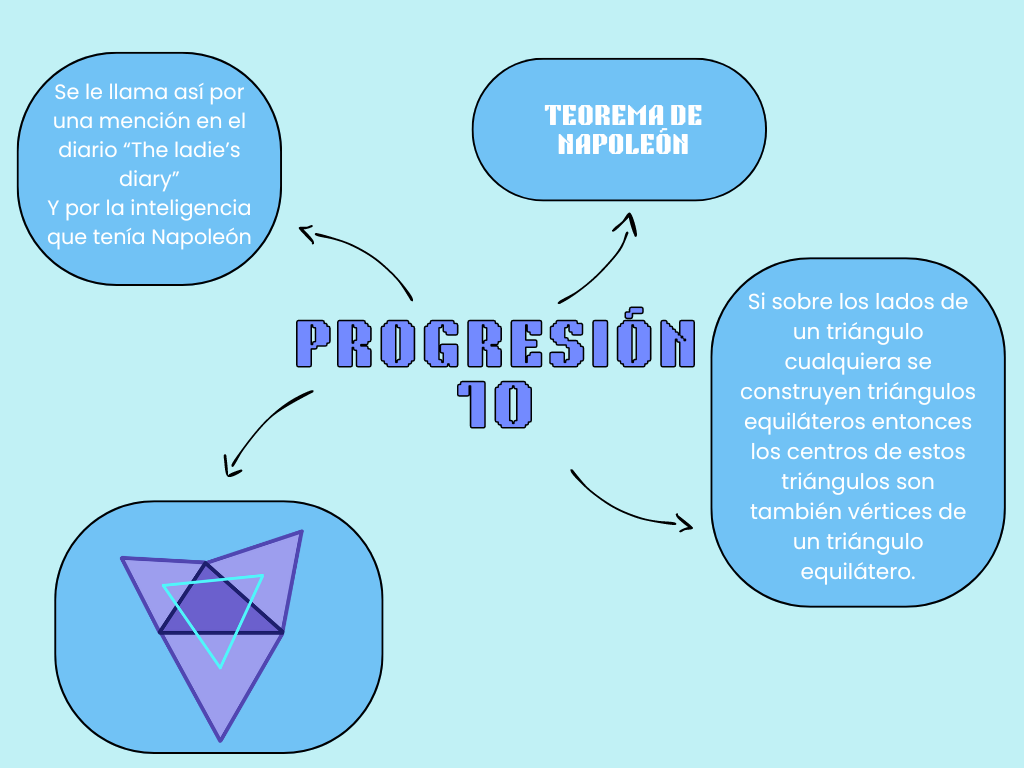 Se le llama así por
una mención en el
diario “The ladie’s
diary”
Y por la inteligencia
que tenía Napoleón
TEOREMA DE
NAPOLEÓN
PROGRESIÓN
10
Si sobre los lados de
un triángulo
cualquiera se
construyen triángulos
equiláteros entonces
los centros de estos
triángulos son
también vértices de
un triángulo
equilátero.